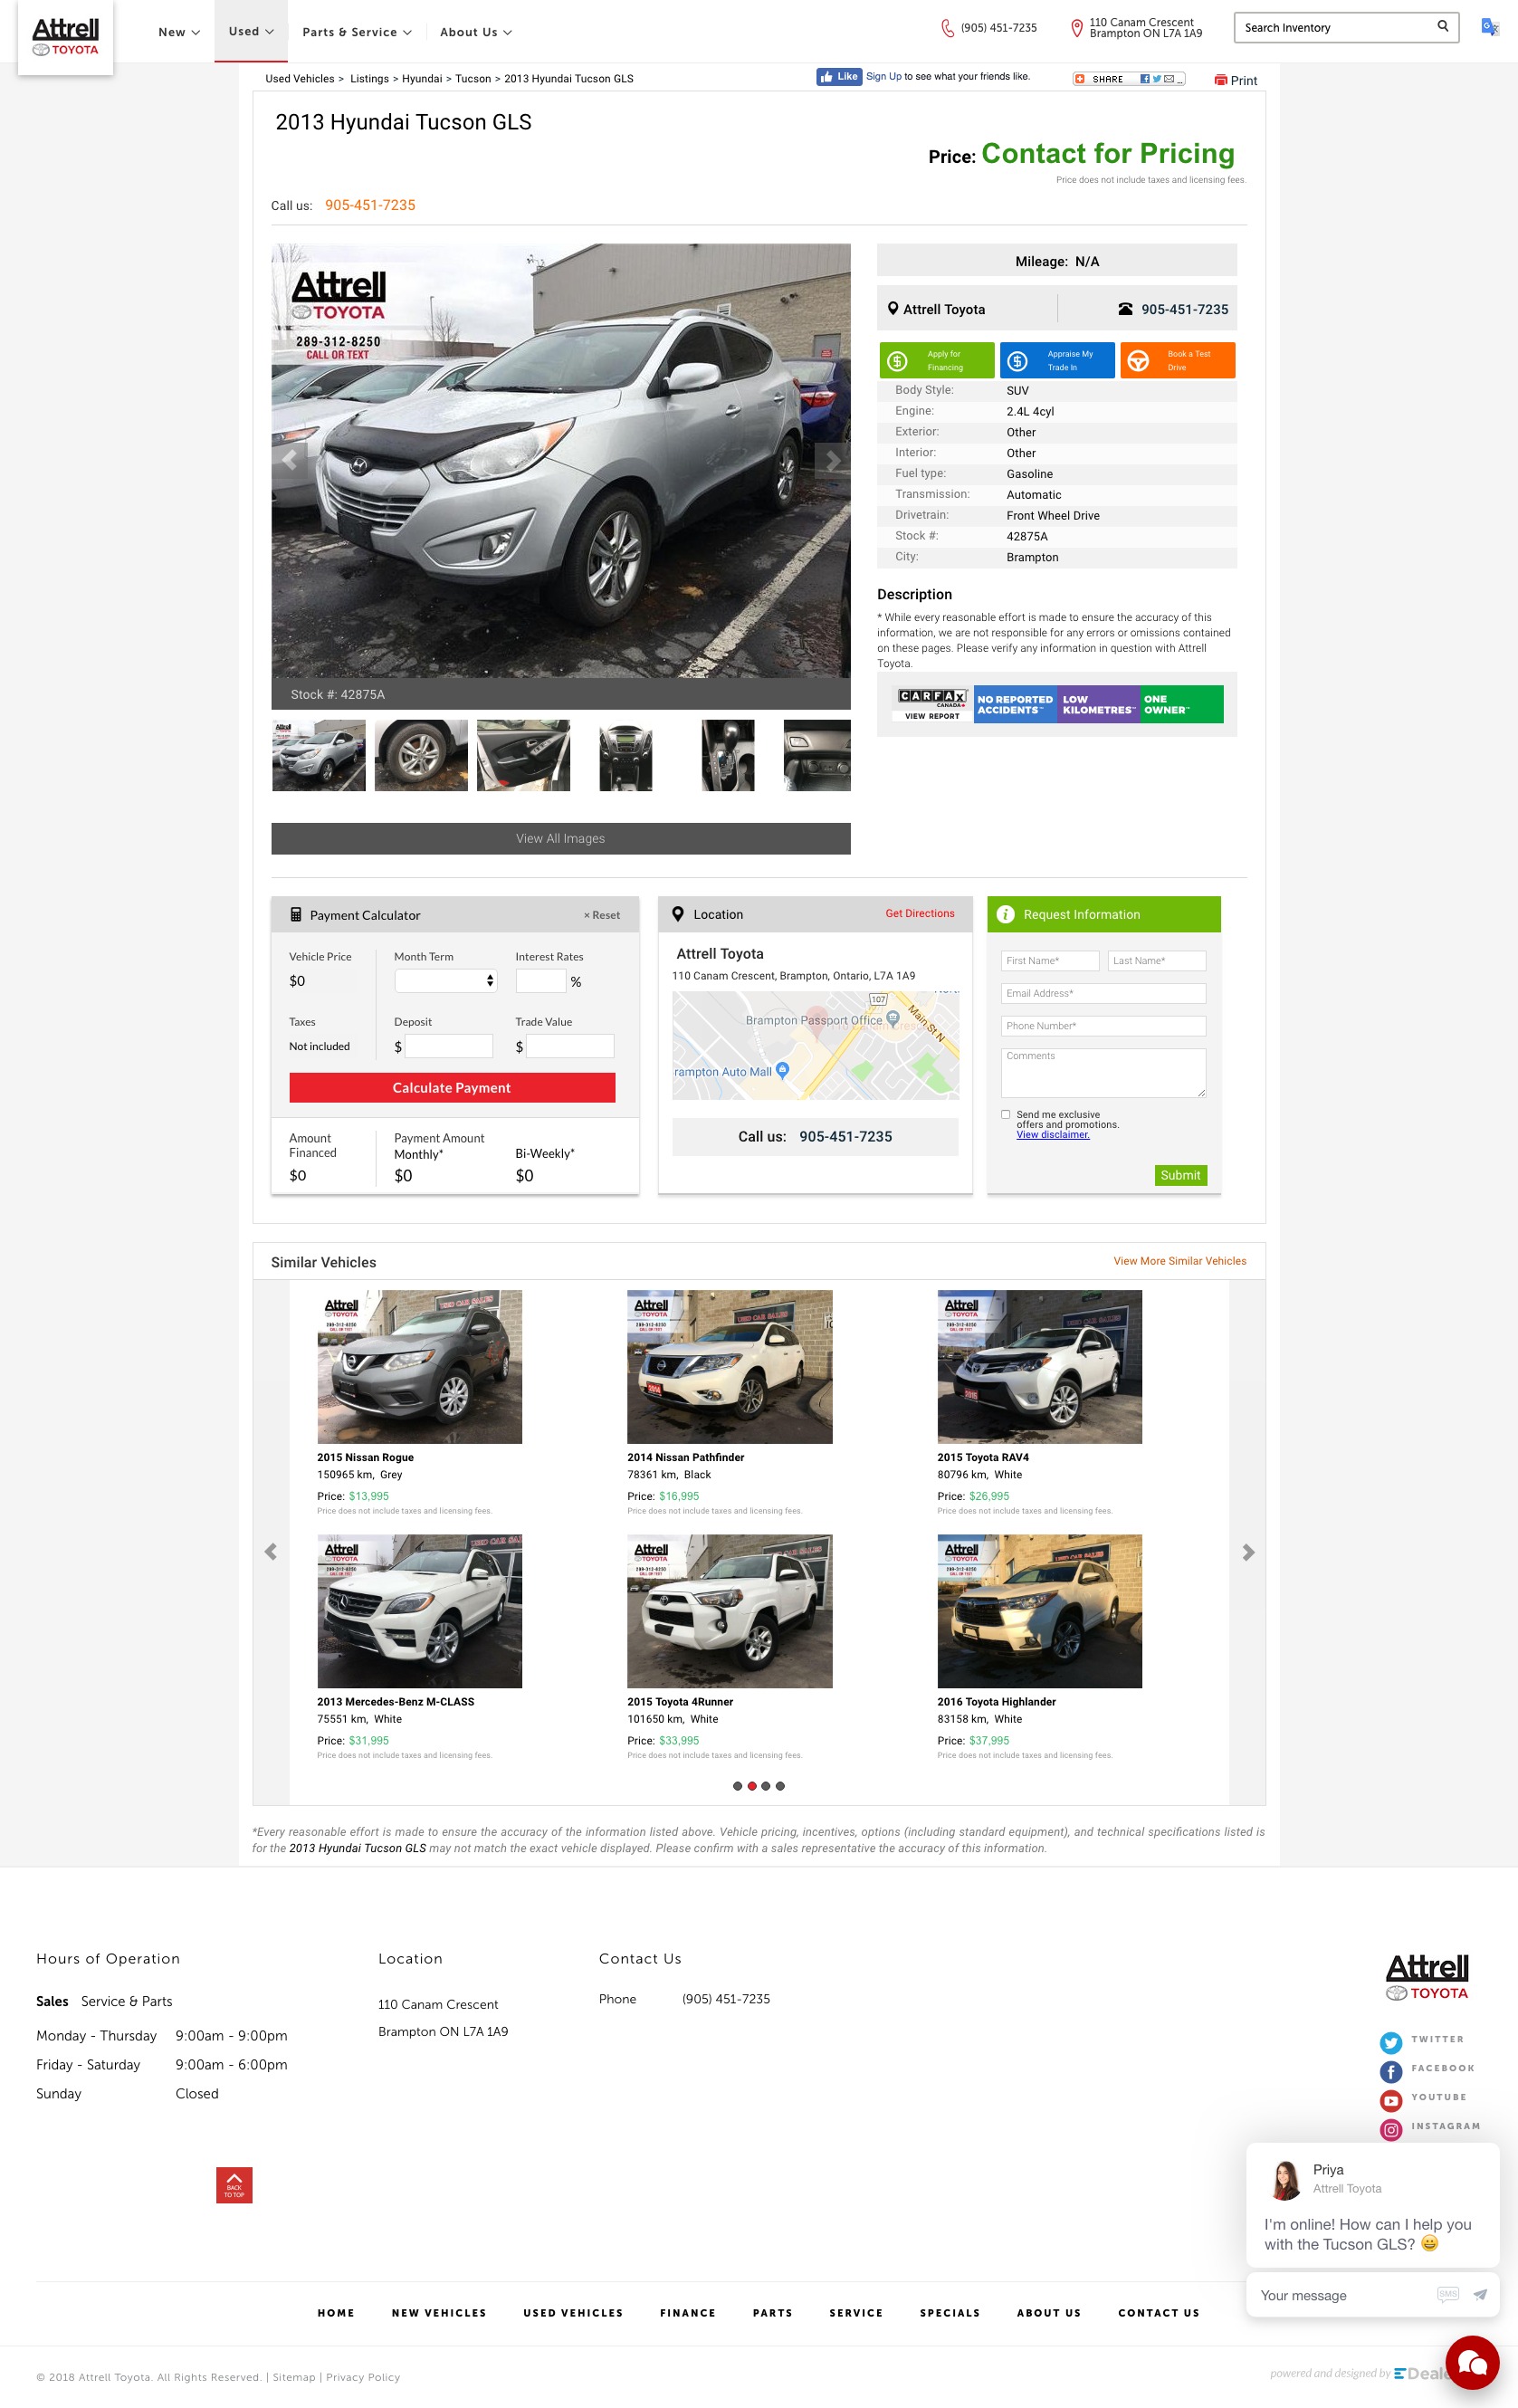 Attrell
TOYOTA
New
Used
Parts & Service
About Us
(905) 451-7235
110 Canam Crescent
Brampton ON L7A 1A9
Search Inventory
Used Vehicles > Listings > Hyundai > Tucson > 2013 Hyundai Tucson GLS
Like
Sign Up to see what your friends like.
SHARE
Print
2013 Hyundai Tucson GLS
Price: Contact for Pricing
Price does not include taxes and licensing fees.
Call us: 905-451-7235
Attrell
TOYOTA
289-312-8250
CALL OR TEXT
Stock #: 42875A
View All Images
Mileage: N/A
Attrell Toyota
905-451-7235
Apply for
Financing
Appraise My
Trade In
Book a Test
Drive
Body Style: SUV
Engine: 2.4L 4cyl
Exterior: Other
Interior: Other
Fuel type: Gasoline
Transmission: Automatic
Drivetrain: Front Wheel Drive
Stock #: 42875A
City: Brampton
Description
* While every reasonable effort is made to ensure the accuracy of this
information, we are not responsible for any errors or omissions contained
on these pages. Please verify any information in question with Attrell
Toyota.
CARFAX
CANADA
VIEW REPORT
NO REPORTED
ACCIDENTS™
LOW
KILOMETRES™
ONE
OWNER™
Payment Calculator
× Reset
Vehicle Price
$0
Month Term
Interest Rates
%
Taxes
Not included
Deposit
$
Trade Value
$
Calculate Payment
Amount
Financed
$0
Payment Amount
Monthly*
$0
Bi-Weekly*
$0
Location
Get Directions
Attrell Toyota
110 Canam Crescent, Brampton, Ontario, L7A 1A9
107
Brampton Passport Office
Main St N
rampton Auto Mall
Call us: 905-451-7235
Request Information
First Name*
Last Name*
Email Address*
Phone Number*
Comments
Send me exclusive
offers and promotions.
View disclaimer.
Submit
Similar Vehicles
View More Similar Vehicles
2015 Nissan Rogue
150965 km, Grey
Price: $13,995
Price does not include taxes and licensing fees.
2014 Nissan Pathfinder
78361 km, Black
Price: $16,995
Price does not include taxes and licensing fees.
2015 Toyota RAV4
80796 km, White
Price: $26,995
Price does not include taxes and licensing fees.
2013 Mercedes-Benz M-CLASS
75551 km, White
Price: $31,995
Price does not include taxes and licensing fees.
2015 Toyota 4Runner
101650 km, White
Price: $33,995
Price does not include taxes and licensing fees.
2016 Toyota Highlander
83158 km, White
Price: $37,995
Price does not include taxes and licensing fees.
*Every reasonable effort is made to ensure the accuracy of the information listed above. Vehicle pricing, incentives, options (including standard equipment), and technical specifications listed is
for the 2013 Hyundai Tucson GLS may not match the exact vehicle displayed. Please confirm with a sales representative the accuracy of this information.
Hours of Operation
Sales Service & Parts
Monday - Thursday 9:00am - 9:00pm
Friday - Saturday 9:00am - 6:00pm
Sunday Closed
Location
110 Canam Crescent
Brampton ON L7A 1A9
Contact Us
Phone (905) 451-7235
Attrell
TOYOTA
TWITTER
FACEBOOK
YOUTUBE
INSTAGRAM
BACK
TO TOP
Priya
Attrell Toyota
I'm online! How can I help you
with the Tucson GLS?
Your message
SMS
HOME NEW VEHICLES USED VEHICLES FINANCE PARTS SERVICE SPECIALS ABOUT US CONTACT US
© 2018 Attrell Toyota. All Rights Reserved. | Sitemap | Privacy Policy
powered and designed by EDeale